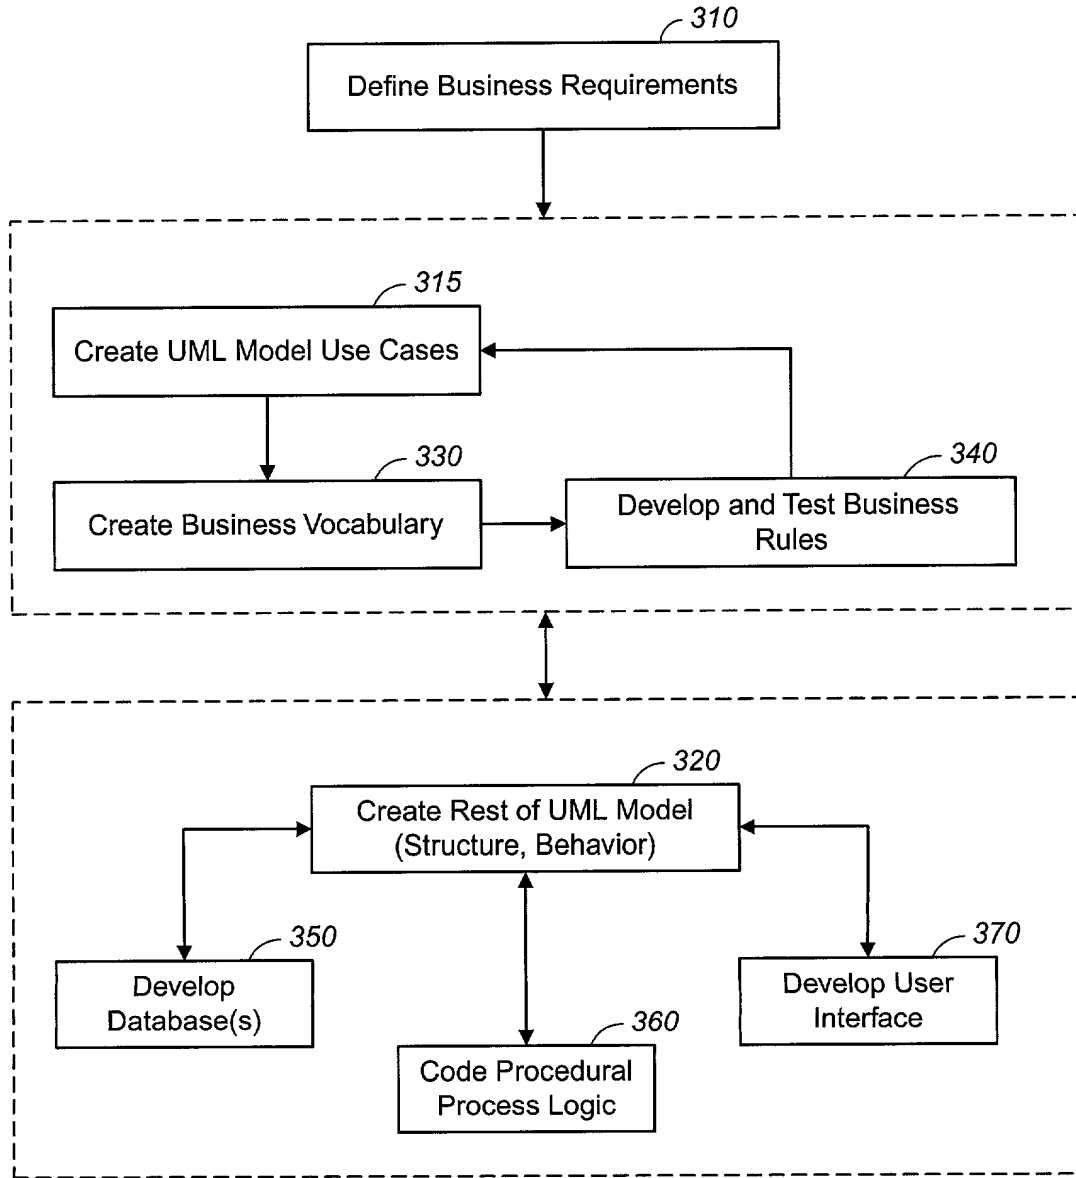 310
Define Business Requirements
315
Create UML Model Use Cases
330
Create Business Vocabulary
340
Develop and Test Business
Rules
320
Create Rest of UML Model
(Structure, Behavior)
350
Develop
Database(s)
360
Code Procedural
Process Logic
370
Develop User
Interface